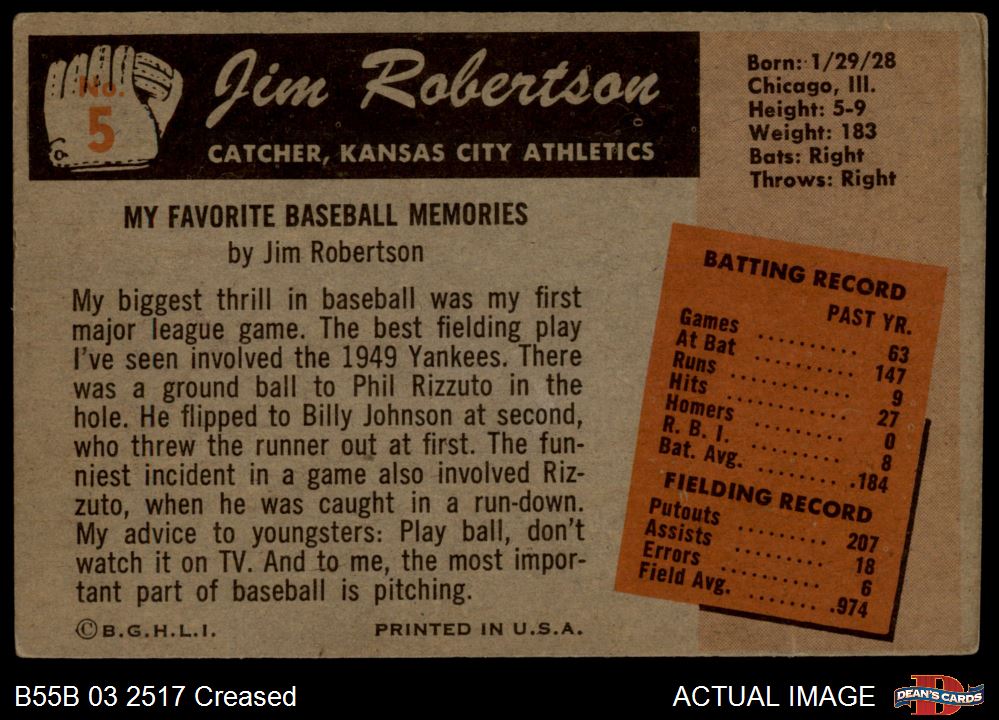 No.
5
Jim Robertson
CATCHER, KANSAS CITY ATHLETICS
Born: 1/29/28
Chicago, Ill.
Height: 5-9
Weight: 183
Bats: Right
Throws: Right
MY FAVORITE BASEBALL MEMORIES
by Jim Robertson
My biggest thrill in baseball was my first
major league game. The best fielding play
I've seen involved the 1949 Yankees. There
was a ground ball to Phil Rizzuto in the
hole. He flipped to Billy Johnson at second,
who threw the runner out at first. The fun-
niest incident in a game also involved Riz-
zuto, when he was caught in a run-down.
My advice to youngsters: Play ball, don't
watch it on TV. And to me, the most impor-
tant part of baseball is pitching.
©B.G.H.L.I. PRINTED IN U.S.A.
BATTING RECORD
PAST YR.
Games .......... 63
At Bat .......... 147
Runs .......... 9
Hits .......... 27
Homers .......... 0
R. B. I. .......... 8
Bat. Avg. ........ .184
FIELDING RECORD
Putouts ......... 207
Assists ......... 18
Errors .......... 6
Field Avg. ....... .974
B55B 03 2517 Creased
ACTUAL IMAGE
D
DEAN'S CARDS